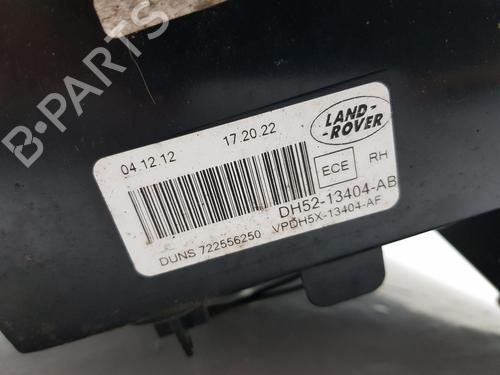 B-PARTS
04.12.12
17.20.22
LAND-
-ROVER
ECE
RH
DH52-13404-AB
VPDH5X-13404-AF
DUNS 722556250